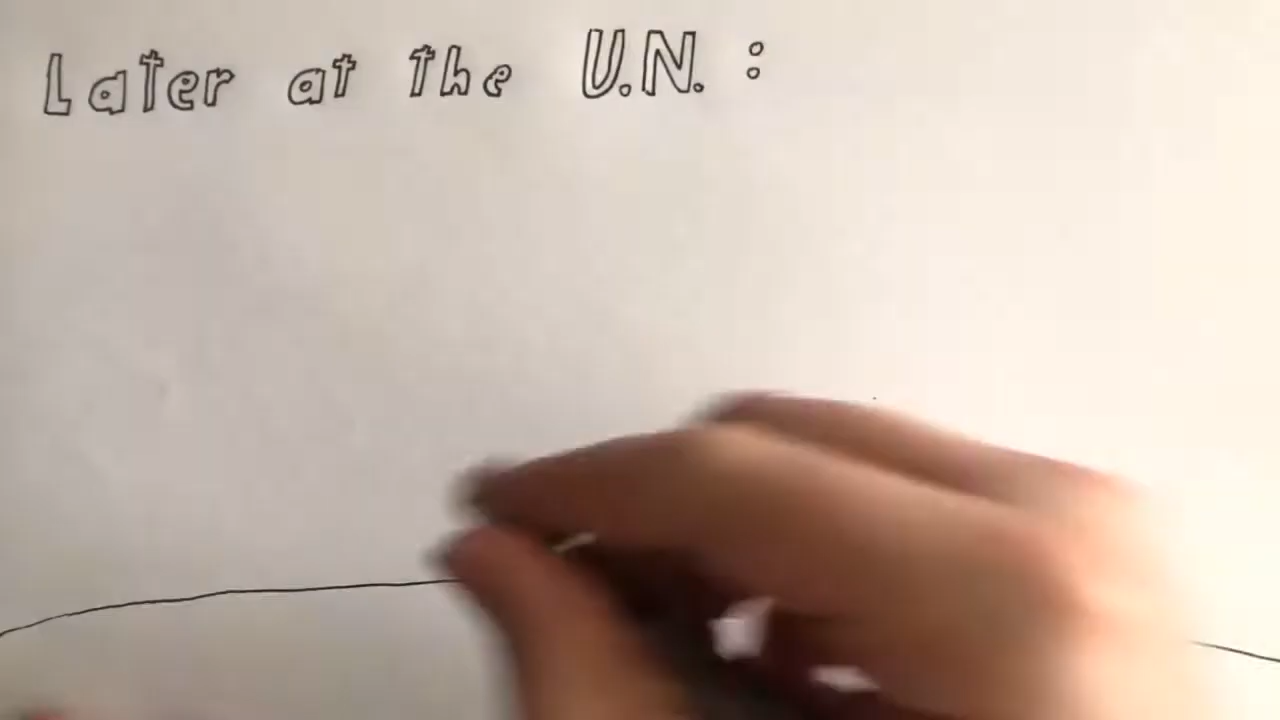 Later at the U.N. :